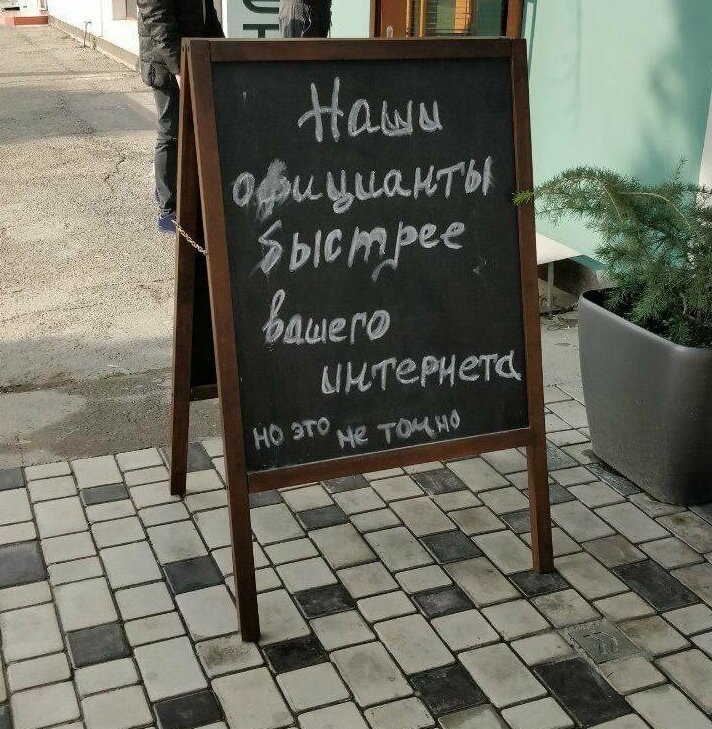 Наши
официанты
быстрее
вашего
интернета
но это не точно